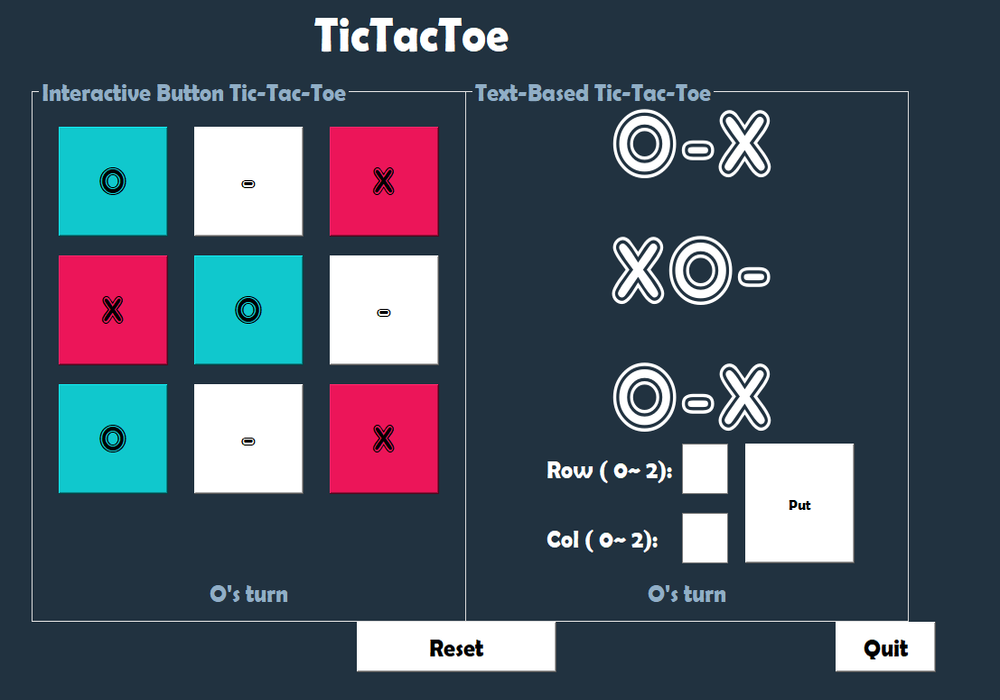 TicTacToe
Interactive Button Tic-Tac-Toe
O - X
X O -
O - X
O's turn
Text-Based Tic-Tac-Toe
O-X
XO-
O-X
Row ( 0~ 2):
Col ( 0~ 2):
Put
O's turn
Reset
Quit